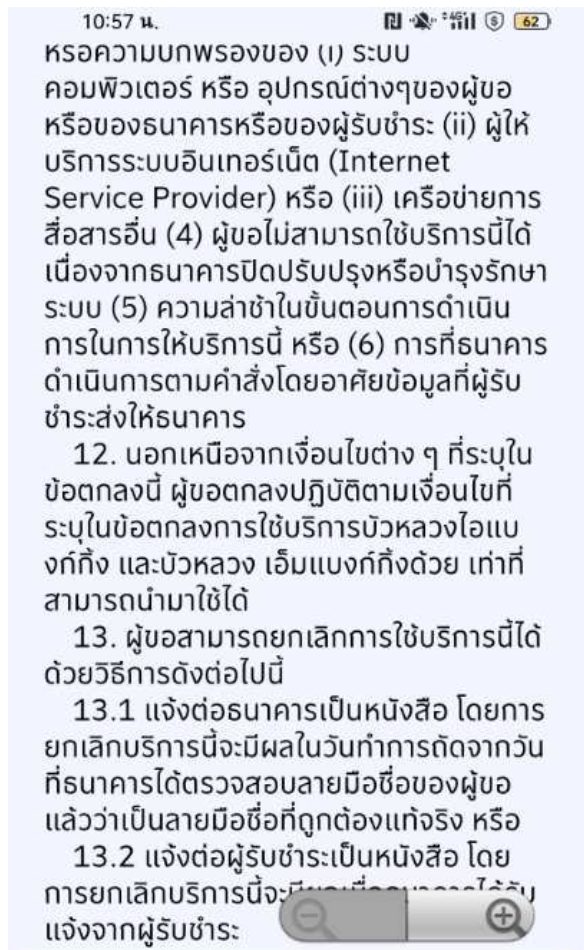 10:57 น.
4G+
62
หรือความบกพร่องของ (i) ระบบ
คอมพิวเตอร์ หรือ อุปกรณ์ต่างๆของผู้ขอ
หรือของธนาคารหรือของผู้รับชำระ (ii) ผู้ให้
บริการระบบอินเทอร์เน็ต (Internet
Service Provider) หรือ (iii) เครือข่ายการ
สื่อสารอื่น (4) ผู้ขอไม่สามารถใช้บริการนี้ได้
เนื่องจากธนาคารปิดปรับปรุงหรือบำรุงรักษา
ระบบ (5) ความล่าช้าในขั้นตอนการดำเนิน
การในการให้บริการนี้ หรือ (6) การที่ธนาคาร
ดำเนินการตามคำสั่งโดยอาศัยข้อมูลที่ผู้รับ
ชำระส่งให้ธนาคาร
12. นอกเหนือจากเงื่อนไขต่าง ๆ ที่ระบุใน
ข้อตกลงนี้ ผู้ขอตกลงปฏิบัติตามเงื่อนไขที่
ระบุในข้อตกลงการใช้บริการบัวหลวงไอแบ
งก์กิ้ง และบัวหลวง เอ็มแบงก์กิ้งด้วย เท่าที่
สามารถนำมาใช้ได้
13. ผู้ขอสามารถยกเลิกการใช้บริการนี้ได้
ด้วยวิธีการดังต่อไปนี้
13.1 แจ้งต่อธนาคารเป็นหนังสือ โดยการ
ยกเลิกบริการนี้จะมีผลในวันทำการถัดจากวัน
ที่ธนาคารได้ตรวจสอบลายมือชื่อของผู้ขอ
แล้วว่าเป็นลายมือชื่อที่ถูกต้องแท้จริง หรือ
13.2 แจ้งต่อผู้รับชำระเป็นหนังสือ โดย
การยกเลิกบริการนี้จะ
แจ้งจากผู้รับชำระ